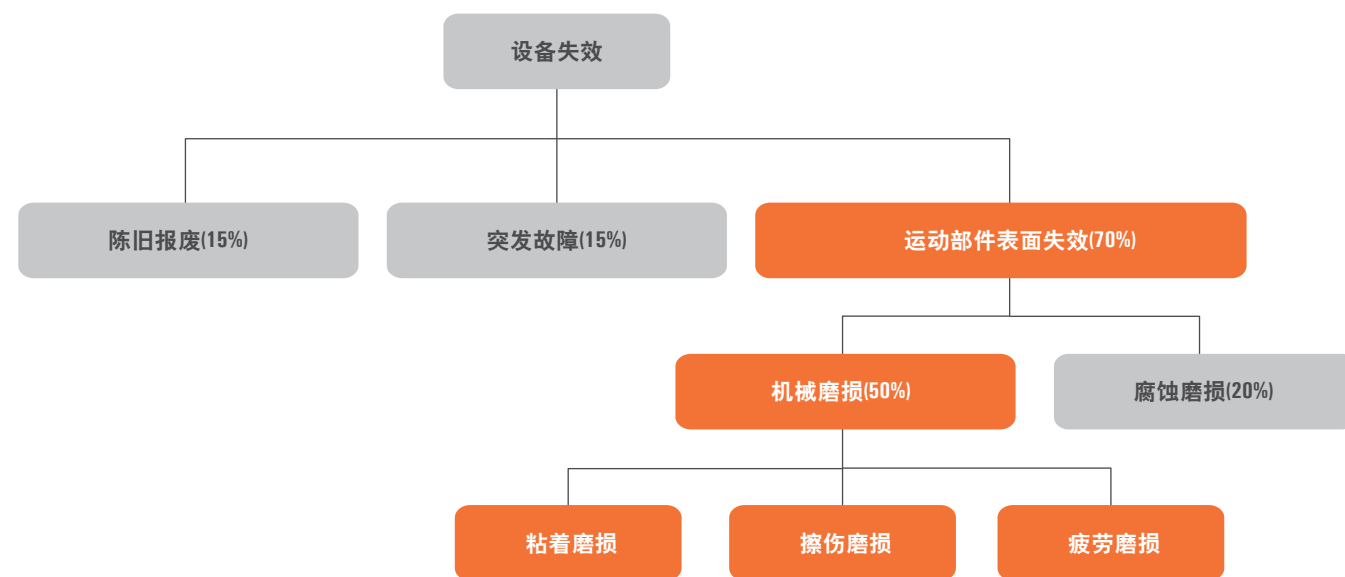 设备失效
陈旧报废(15%)
突发故障(15%)
运动部件表面失效(70%)
机械磨损(50%)
腐蚀磨损(20%)
粘着磨损
擦伤磨损
疲劳磨损